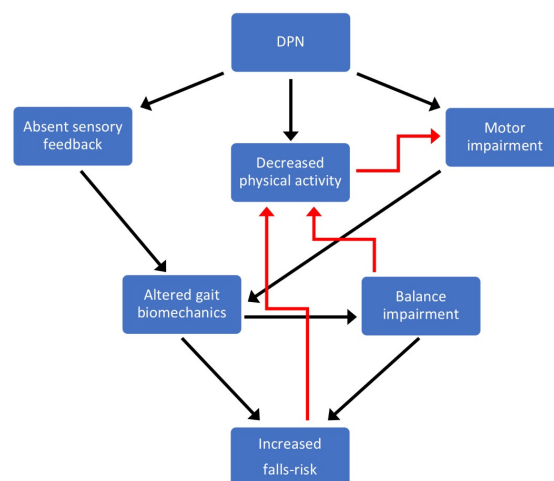 DPN
Absent sensory
feedback
Motor
impairment
Decreased
physical activity
Altered gait
biomechanics
Balance
impairment
Increased
falls-risk